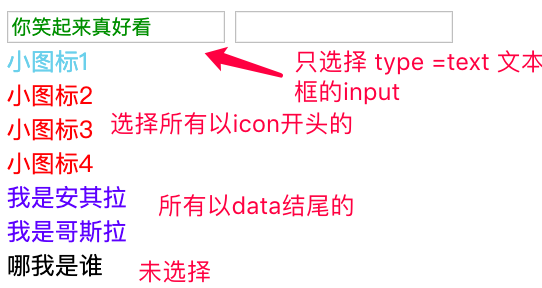 你笑起来真好看
小图标1
只选择 type =text 文本
框的input
小图标2
小图标3
选择所有以icon开头的
小图标4
我是安其拉
所有以data结尾的
我是哥斯拉
哪我是谁
未选择